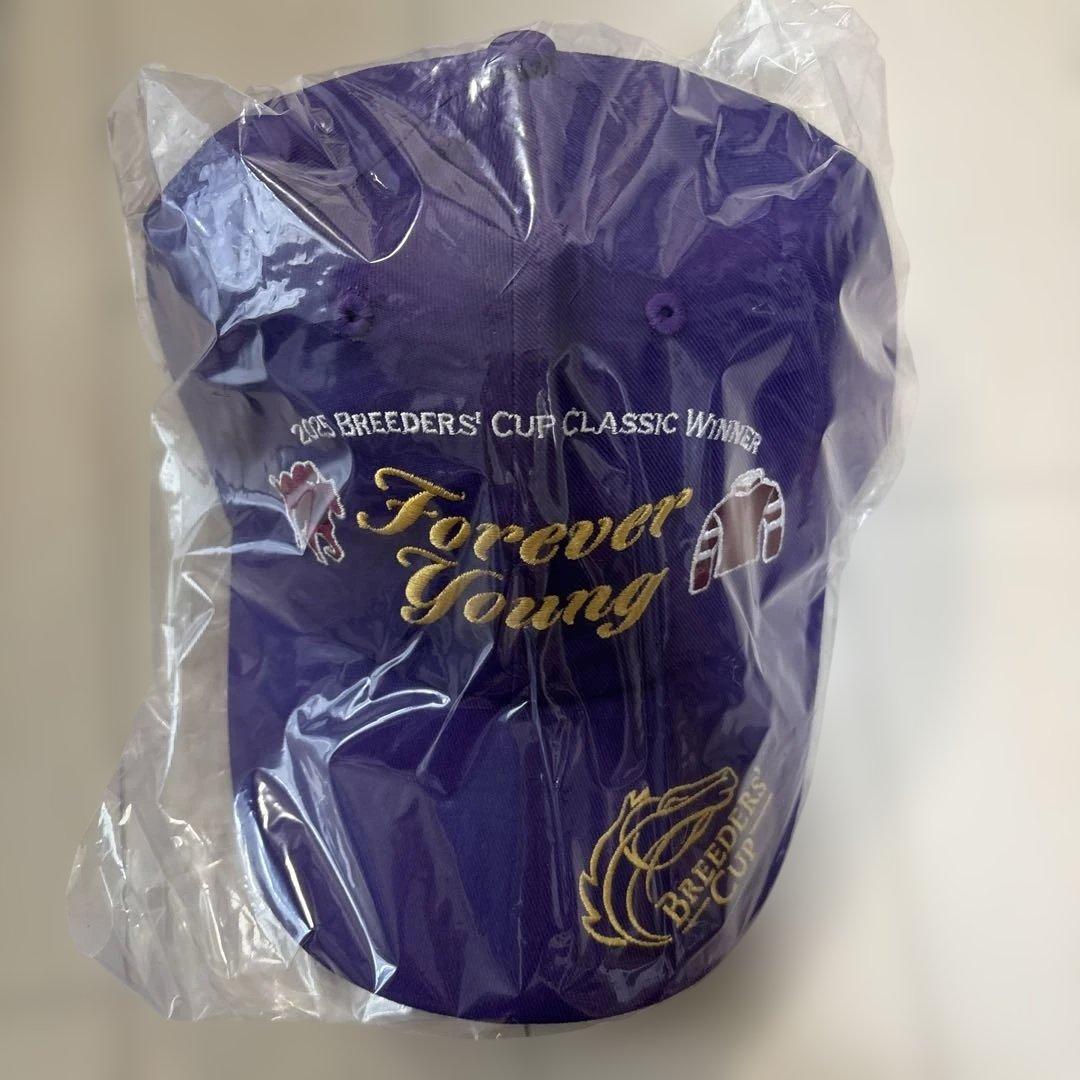 2025 BREEDERS' CUP CLASSIC WINNER
Forever
Young
BREEDERS'
CUP